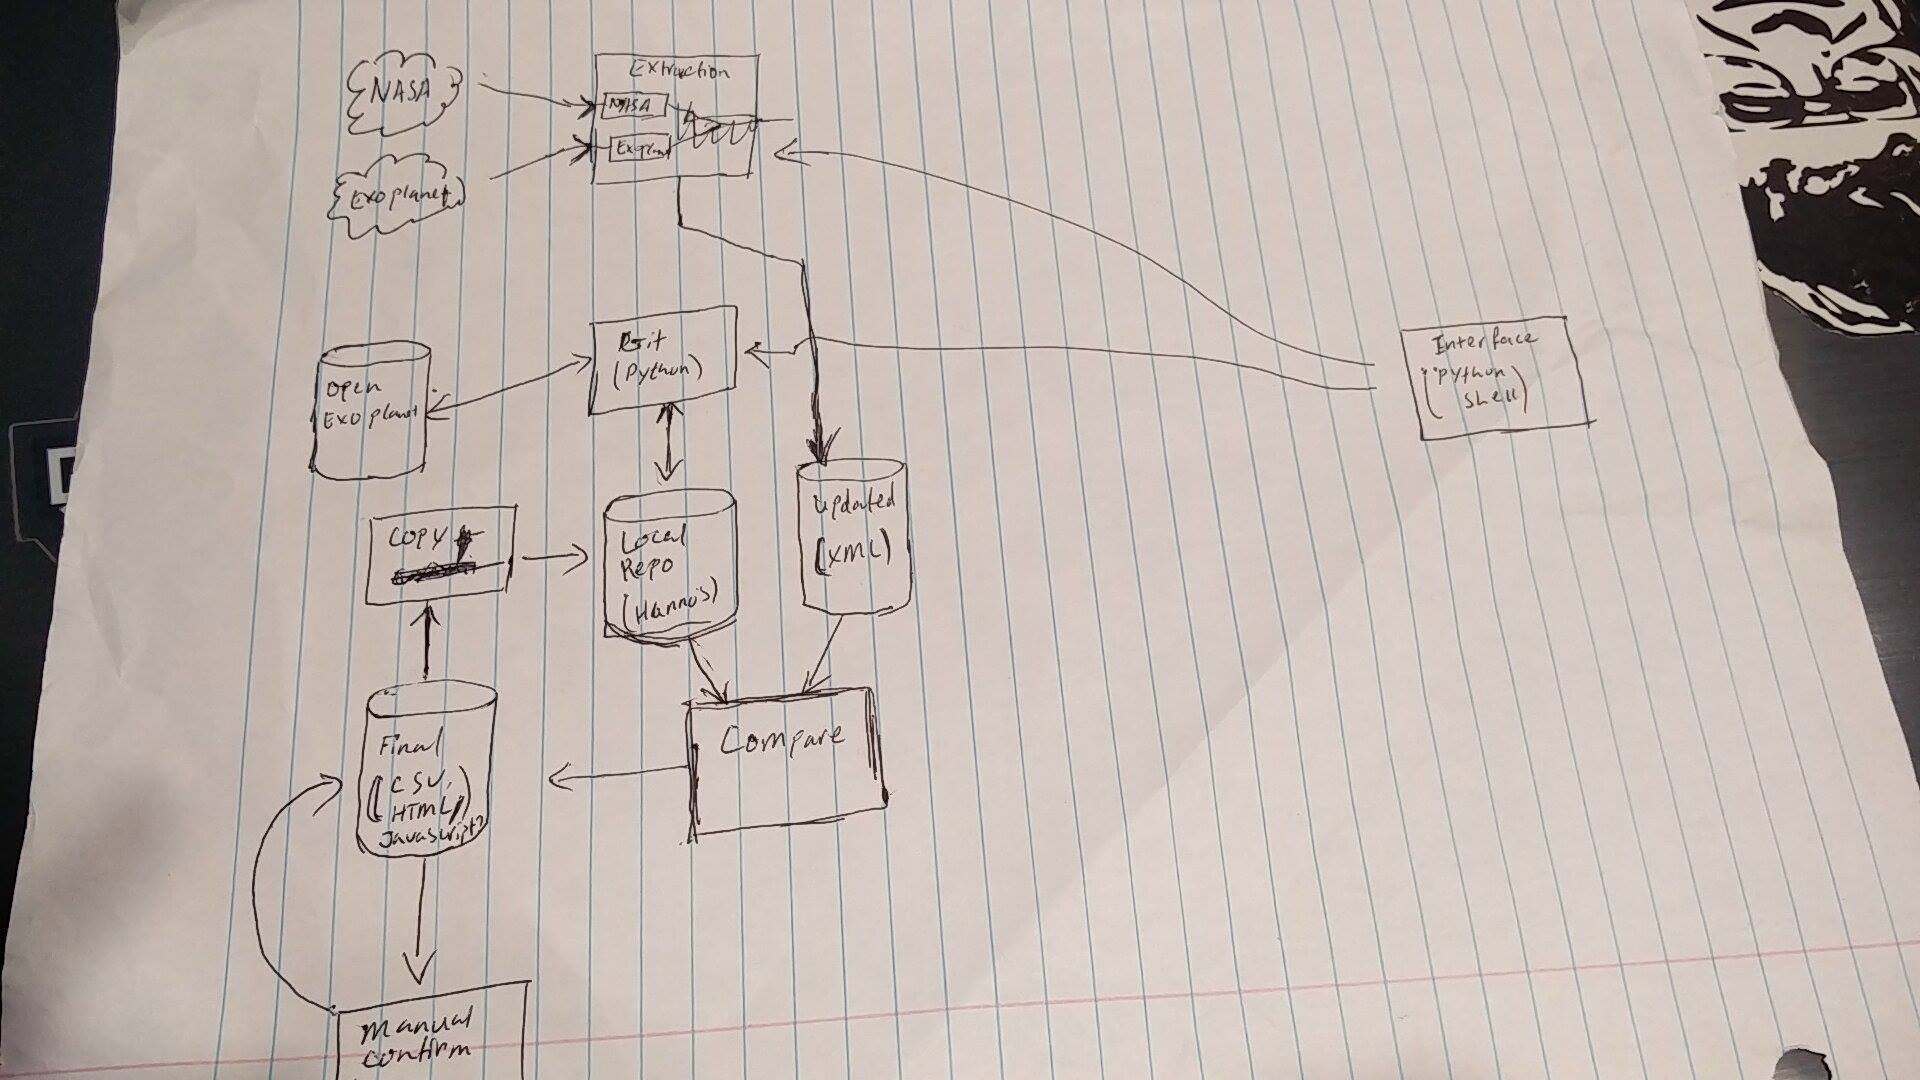 NASA
Exoplanet
Extraction
NASA
Open
Exoplanet
Git
(Python)
Interface
(Python
Shell)
Copy
Local
Repo
(Hanno's)
updated
(XML)
Final
(CSV,
HTML,)
Javascript?
Compare
Manual
confirm